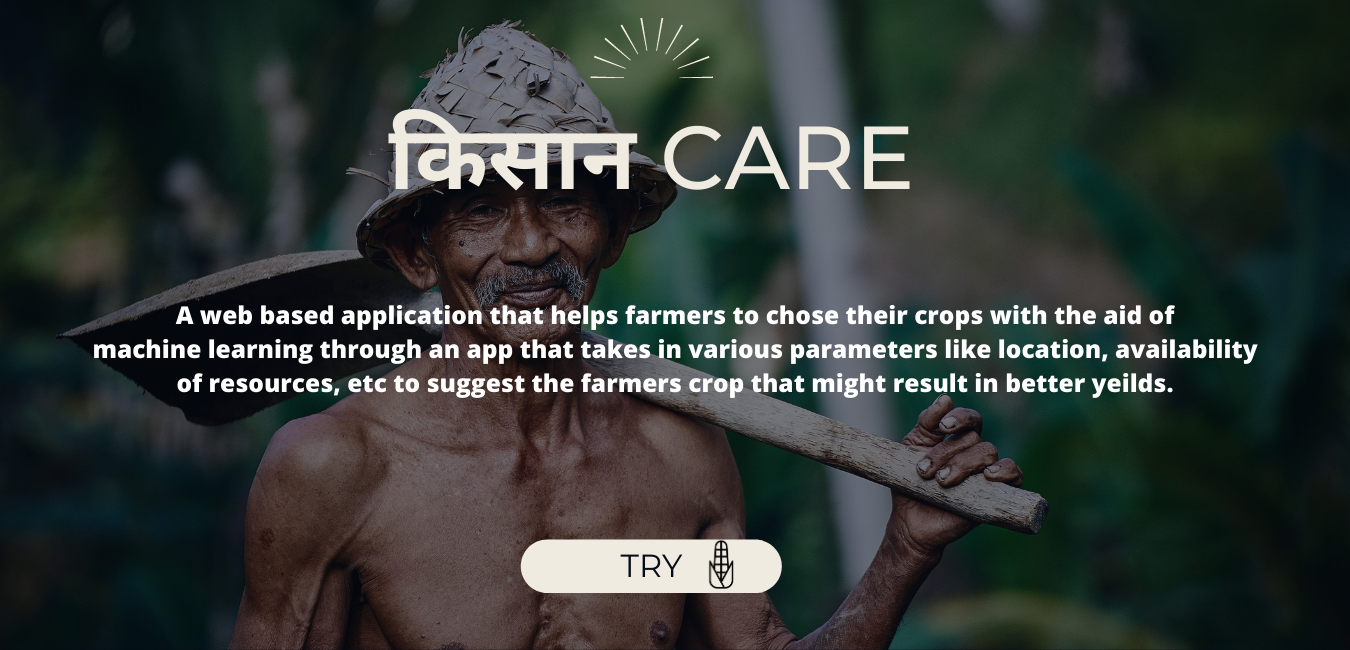 किसान CARE
A web based application that helps farmers to chose their crops with the aid of
machine learning through an app that takes in various parameters like location, availability
of resources, etc to suggest the farmers crop that might result in better yeilds.
TRY